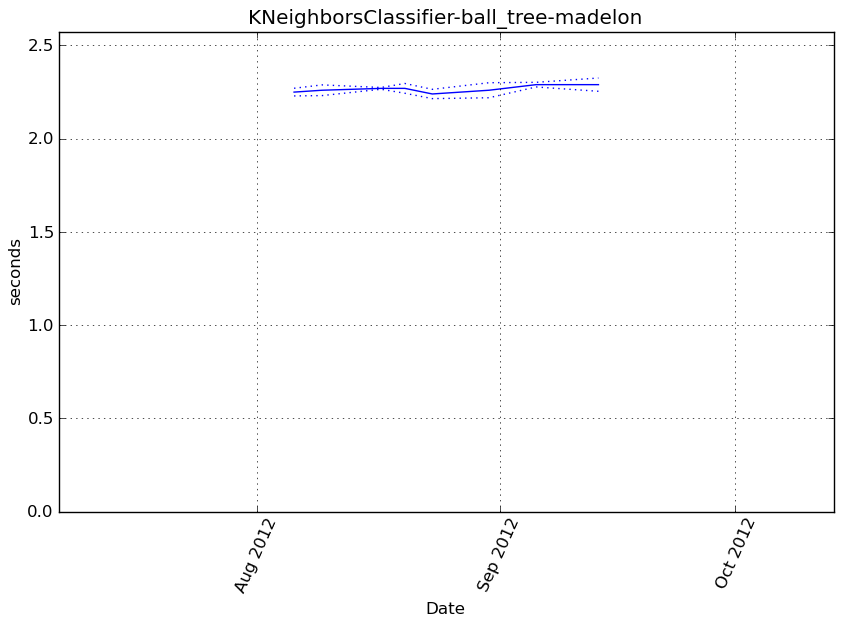 KNeighborsClassifier-ball_tree-madelon
2.5
2.0
1.5
1.0
0.5
0.0
seconds
Aug 2012
Sep 2012
Oct 2012
Date